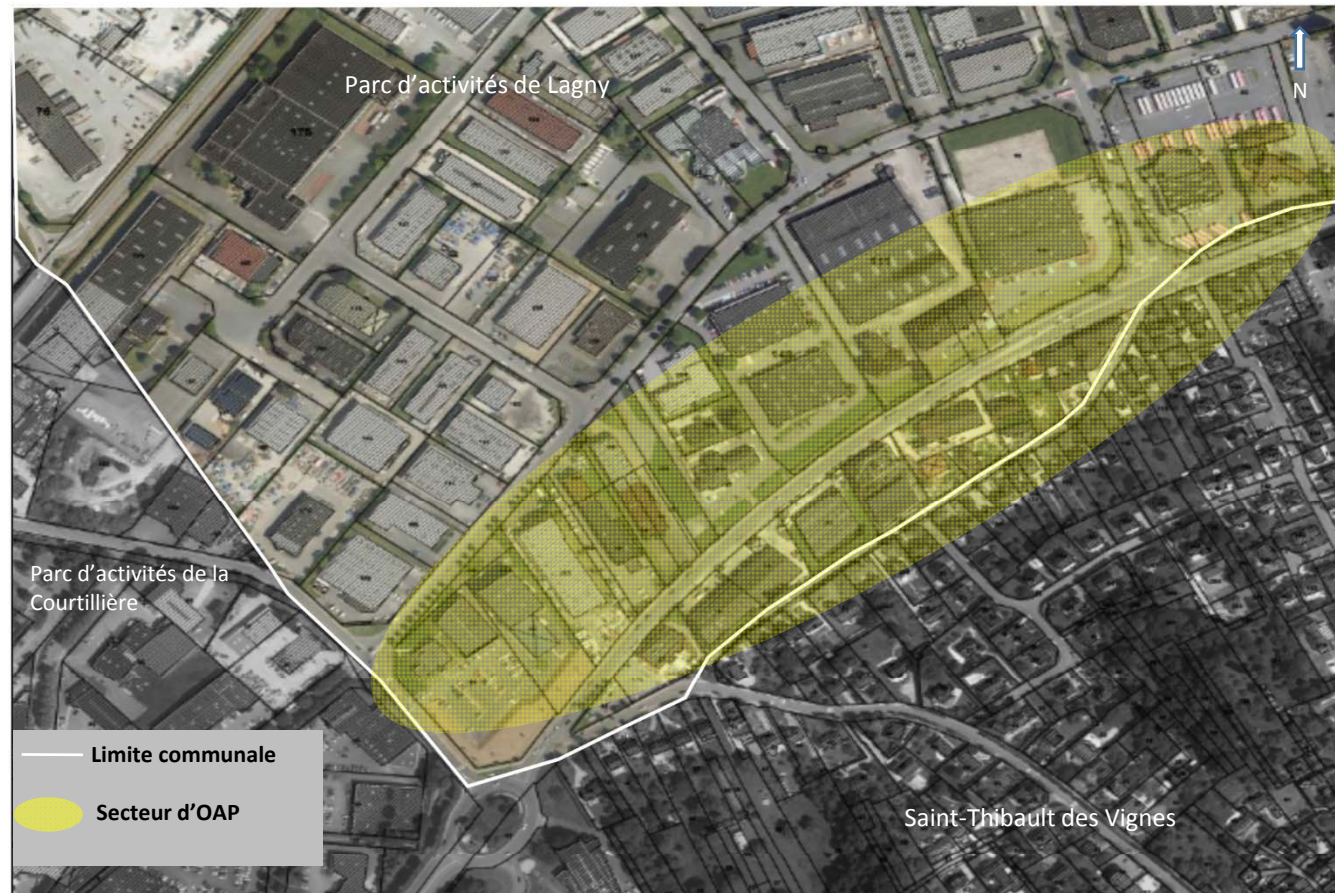 Parc d'activités de Lagny
N
Parc d'activités de la
Courtillière
Limite communale
Secteur d'OAP
Saint-Thibault des Vignes